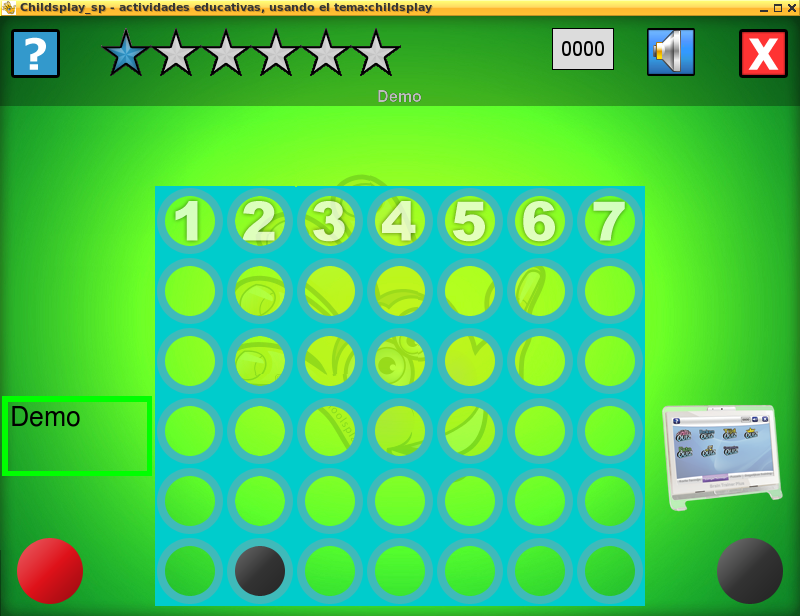 Childsplay_sp - actividades educativas, usando el tema:childsplay
?
0000
X
Demo
1 2 3 4 5 6 7
Demo